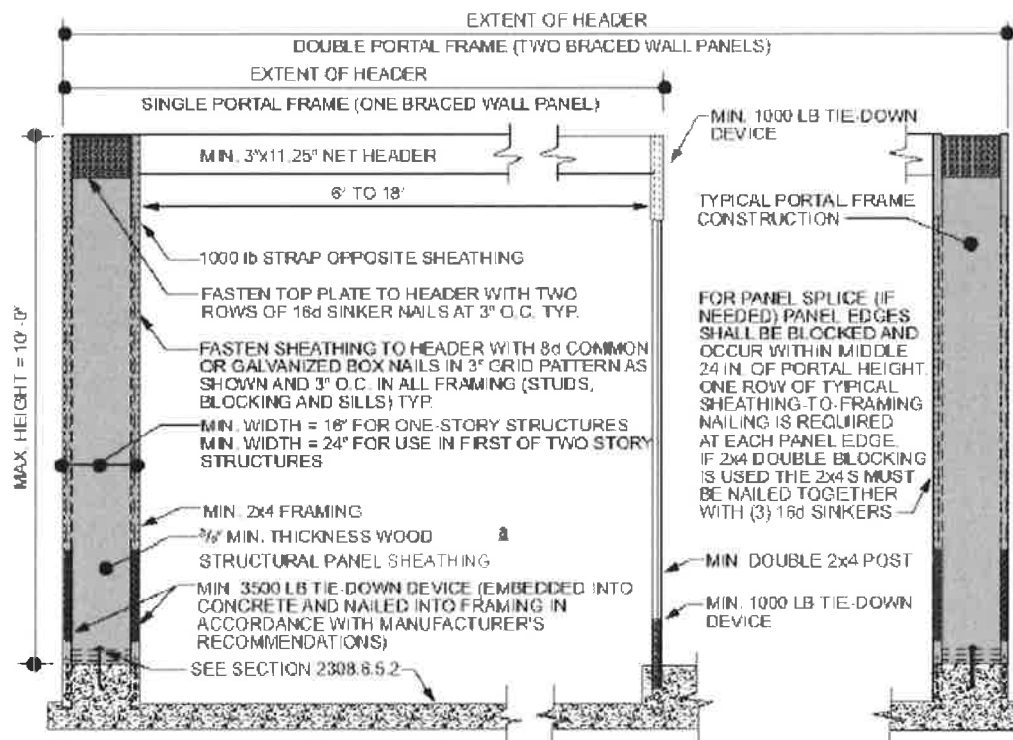 EXTENT OF HEADER
DOUBLE PORTAL FRAME (TWO BRACED WALL PANELS)
EXTENT OF HEADER
SINGLE PORTAL FRAME (ONE BRACED WALL PANEL)
MIN. 1000 LB TIE-DOWN
DEVICE
MIN. 3"x11.25" NET HEADER
6' TO 18'
TYPICAL PORTAL FRAME
CONSTRUCTION
1000 lb STRAP OPPOSITE SHEATHING
FASTEN TOP PLATE TO HEADER WITH TWO
ROWS OF 16d SINKER NAILS AT 3" O.C. TYP.
FASTEN SHEATHING TO HEADER WITH 8d COMMON
OR GALVANIZED BOX NAILS IN 3" GRID PATTERN AS
SHOWN AND 3" O.C. IN ALL FRAMING (STUDS,
BLOCKING AND SILLS) TYP.
FOR PANEL SPLICE (IF
NEEDED) PANEL EDGES
SHALL BE BLOCKED AND
OCCUR WITHIN MIDDLE
24 IN. OF PORTAL HEIGHT.
ONE ROW OF TYPICAL
SHEATHING-TO-FRAMING
NAILING IS REQUIRED
AT EACH PANEL EDGE.
IF 2x4 DOUBLE BLOCKING
IS USED THE 2x4'S MUST
BE NAILED TOGETHER
WITH (3) 16d SINKERS
MAX. HEIGHT = 10'-0"
MIN. WIDTH = 16" FOR ONE-STORY STRUCTURES
MIN. WIDTH = 24" FOR USE IN FIRST OF TWO STORY
STRUCTURES
MIN. 2x4 FRAMING
3/8" MIN. THICKNESS WOOD a
STRUCTURAL PANEL SHEATHING
MIN DOUBLE 2x4 POST
MIN. 3500 LB TIE-DOWN DEVICE (EMBEDDED INTO
CONCRETE AND NAILED INTO FRAMING IN
ACCORDANCE WITH MANUFACTURER'S
RECOMMENDATIONS)
MIN. 1000 LB TIE-DOWN
DEVICE
SEE SECTION 2308.6.5.2